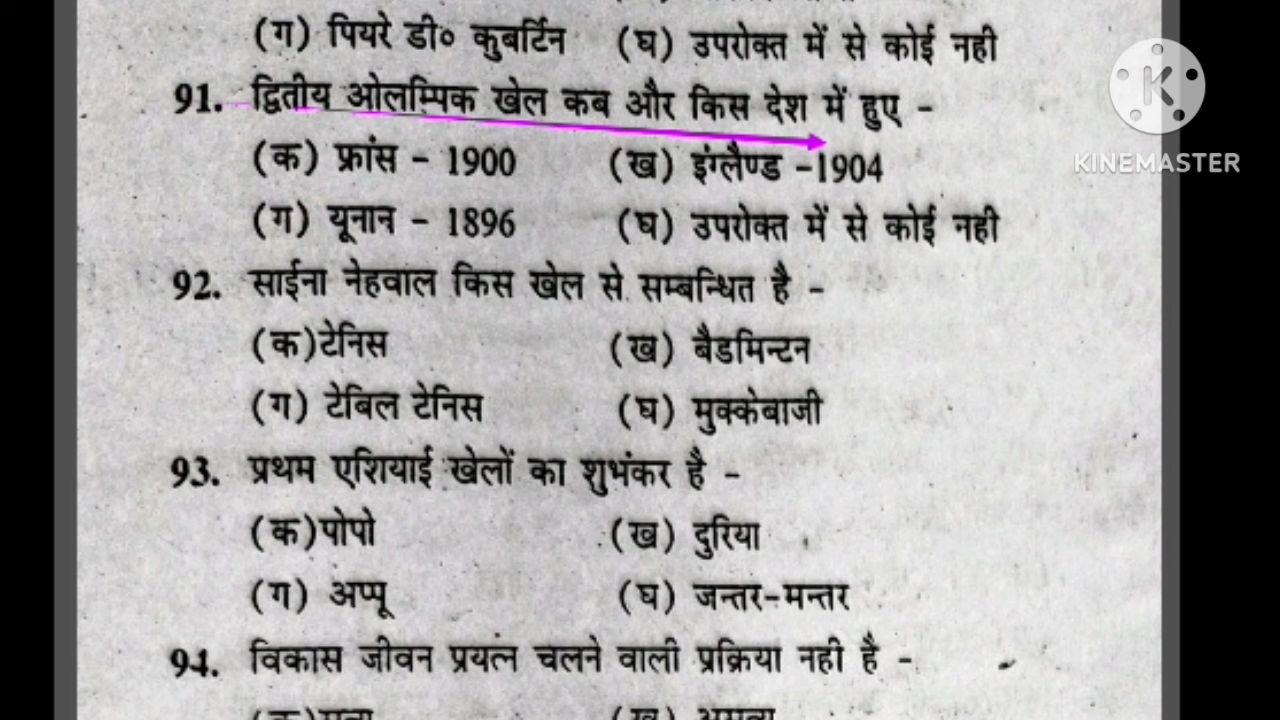 (ग) पियरे डी० कुबर्टिन (घ) उपरोक्त में से कोई नही
91. द्वितीय ओलम्पिक खेल कब और किस देश में हुए -
(क) फ्रांस - 1900 (ख) इंग्लैण्ड -1904
(ग) यूनान - 1896 (घ) उपरोक्त में से कोई नही
92. साईना नेहवाल किस खेल से सम्बन्धित है -
(क)टेनिस (ख) बैडमिन्टन
(ग) टेबिल टेनिस (घ) मुक्केबाजी
93. प्रथम एशियाई खेलों का शुभंकर है -
(क)पोपो (ख) दुरिया
(ग) अप्पू (घ) जन्तर-मन्तर
94. विकास जीवन प्रयत्न चलने वाली प्रक्रिया नही है -
K
KINEMASTER